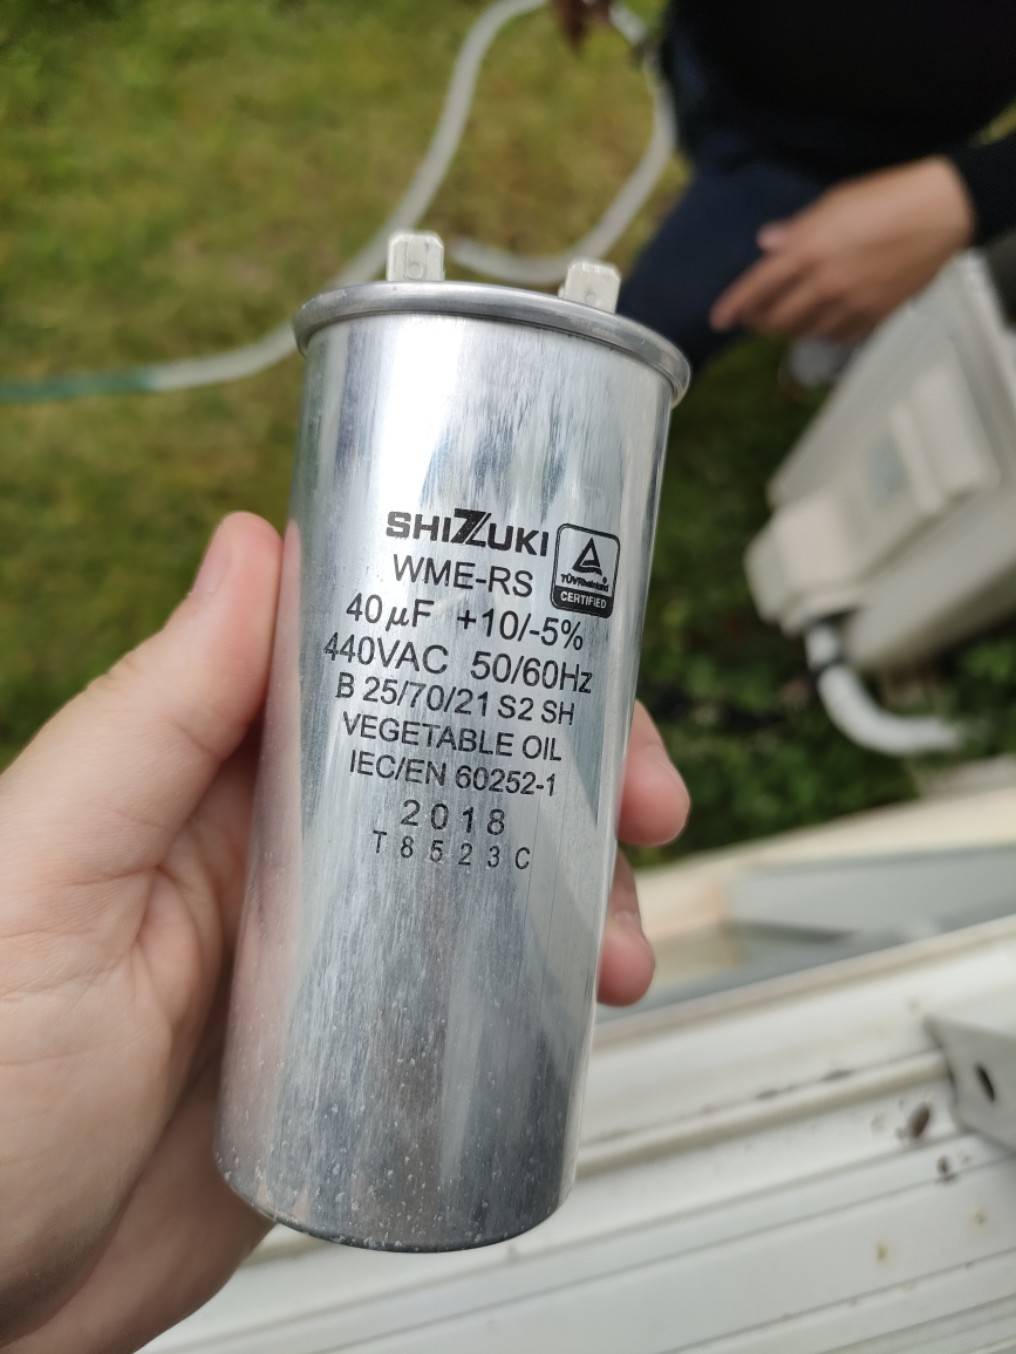 SHIZUKI
WME-RS
TÜVRheinland
CERTIFIED
40µF +10/-5%
440VAC 50/60Hz
B 25/70/21 S2 SH
VEGETABLE OIL
IEC/EN 60252-1
2018
T8523C